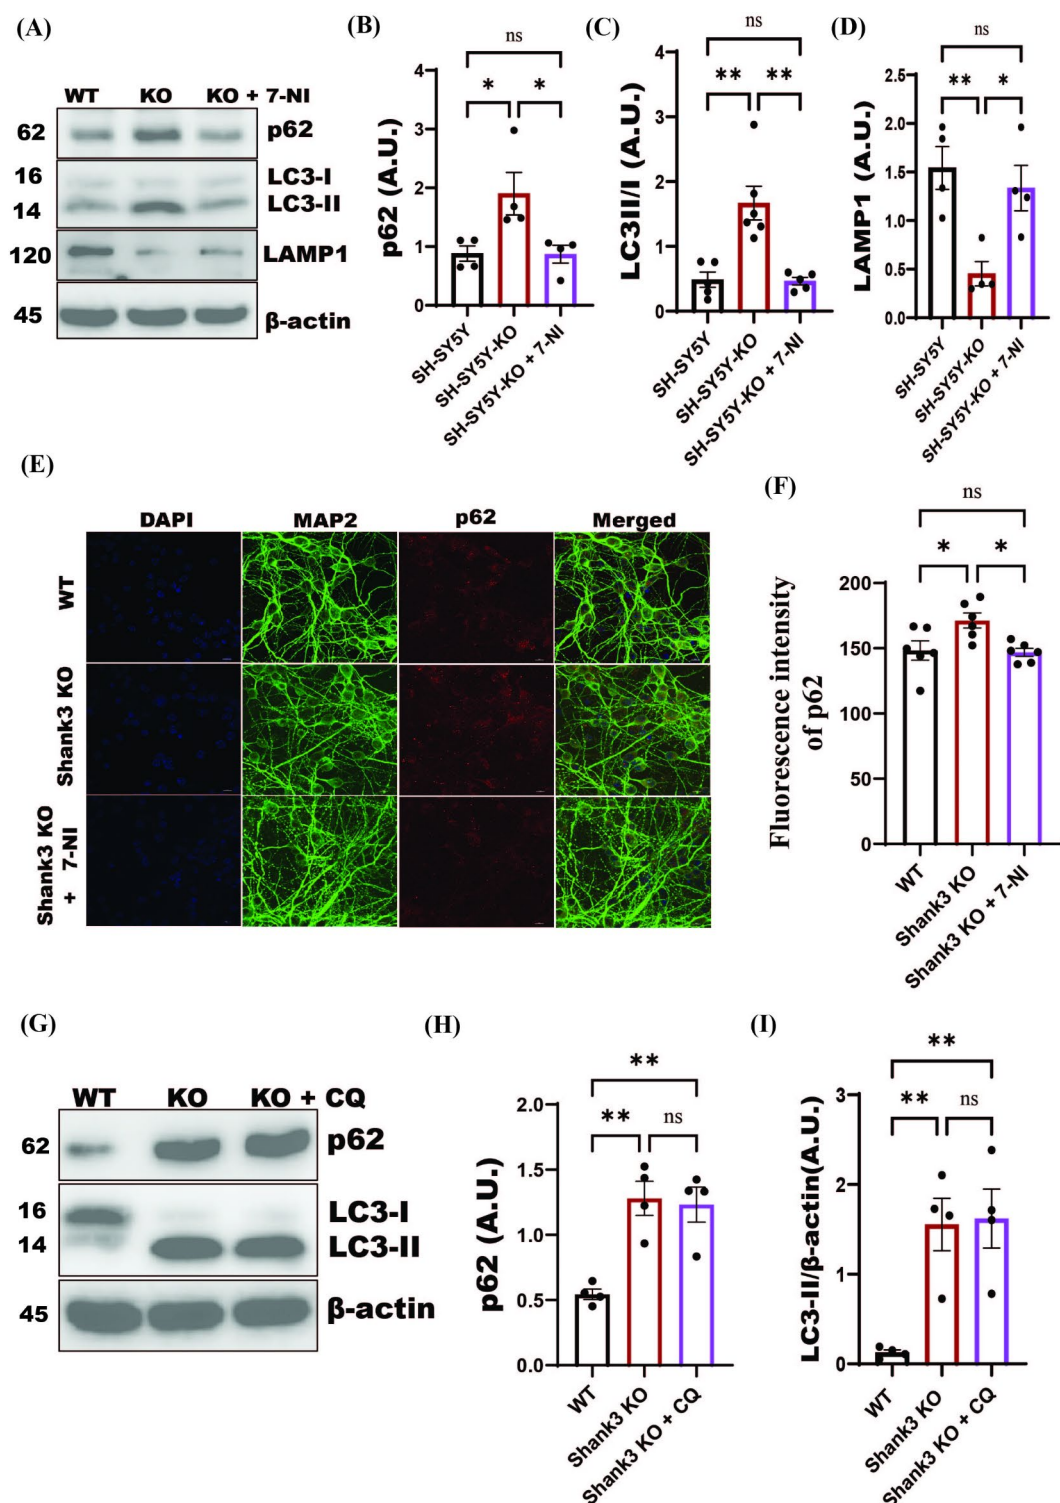 (A)
WT KO KO + 7-NI
62 p62
16 LC3-I
14 LC3-II
120 LAMP1
45 β-actin
(B)
ns
* *
p62 (A.U.)
4
3
2
1
0
SH-SY5Y
SH-SY5Y-KO
SH-SY5Y-KO + 7-NI
(C)
ns
** **
LC3II/I (A.U.)
4
3
2
1
0
SH-SY5Y
SH-SY5Y-KO
SH-SY5Y-KO + 7-NI
(D)
ns
** *
LAMP1 (A.U.)
2.5
2.0
1.5
1.0
0.5
0.0
SH-SY5Y
SH-SY5Y-KO
SH-SY5Y-KO + 7-NI
(E)
DAPI MAP2 p62 Merged
WT
Shank3 KO
Shank3 KO
+ 7-NI
(F)
ns
* *
Fluorescence intensity
of p62
200
150
100
50
0
WT
Shank3 KO
Shank3 KO + 7-NI
(G)
WT KO KO + CQ
62 p62
16 LC3-I
14 LC3-II
45 β-actin
(H)
**
** ns
p62 (A.U.)
2.0
1.5
1.0
0.5
0.0
WT
Shank3 KO
Shank3 KO + CQ
(I)
**
** ns
LC3-II/β-actin(A.U.)
3
2
1
0
WT
Shank3 KO
Shank3 KO + CQ